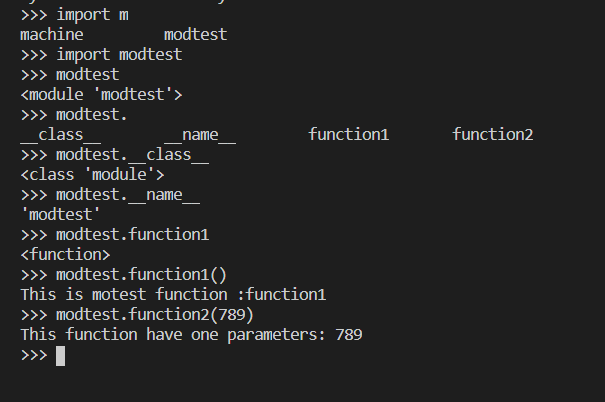 >>> import m
machine         modtest
>>> import modtest
>>> modtest
<module 'modtest'>
>>> modtest.
__class__       __name__        function1       function2
>>> modtest.__class__
<class 'module'>
>>> modtest.__name__
'modtest'
>>> modtest.function1
<function>
>>> modtest.function1()
This is motest function :function1
>>> modtest.function2(789)
This function have one parameters: 789
>>>